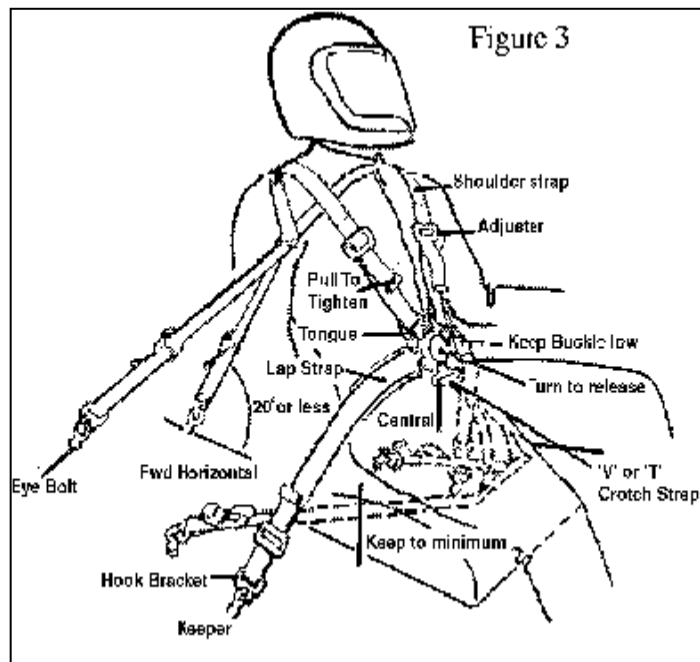 Figure 3
Shoulder strap
Adjuster
Pull To
Tighten
Tongue
Keep Buckle low
Lap Strap
Turn to release
20° or less
Central
Fwd Horizontal
'V' or 'T'
Crotch Strap
Eye Bolt
Keep to minimum
Hook Bracket
Keeper